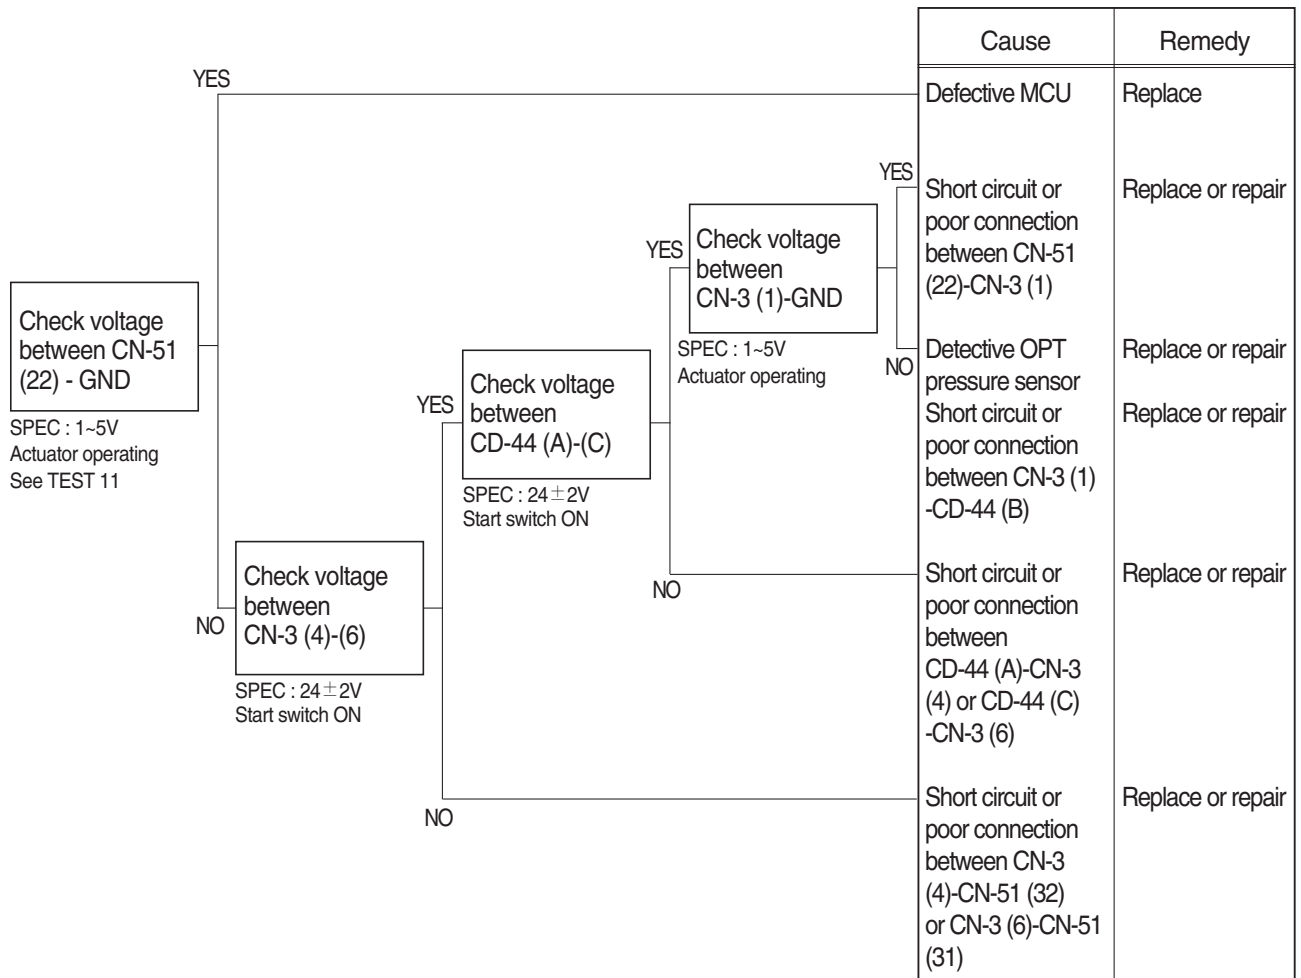 Cause
Remedy
YES
Defective MCU
Replace
YES
Short circuit or
poor connection
between CN-51
(22)-CN-3 (1)
Replace or repair
YES
Check voltage
between
CN-3 (1)-GND
SPEC : 1~5V
Actuator operating
NO
Detective OPT
pressure sensor
Replace or repair
Short circuit or
poor connection
between CN-3 (1)
-CD-44 (B)
Replace or repair
Check voltage
between CN-51
(22) - GND
SPEC : 1~5V
Actuator operating
See TEST 11
YES
Check voltage
between
CD-44 (A)-(C)
SPEC : 24±2V
Start switch ON
NO
Short circuit or
poor connection
between
CD-44 (A)-CN-3
(4) or CD-44 (C)
-CN-3 (6)
Replace or repair
NO
Check voltage
between
CN-3 (4)-(6)
SPEC : 24±2V
Start switch ON
NO
Short circuit or
poor connection
between CN-3
(4)-CN-51 (32)
or CN-3 (6)-CN-51
(31)
Replace or repair